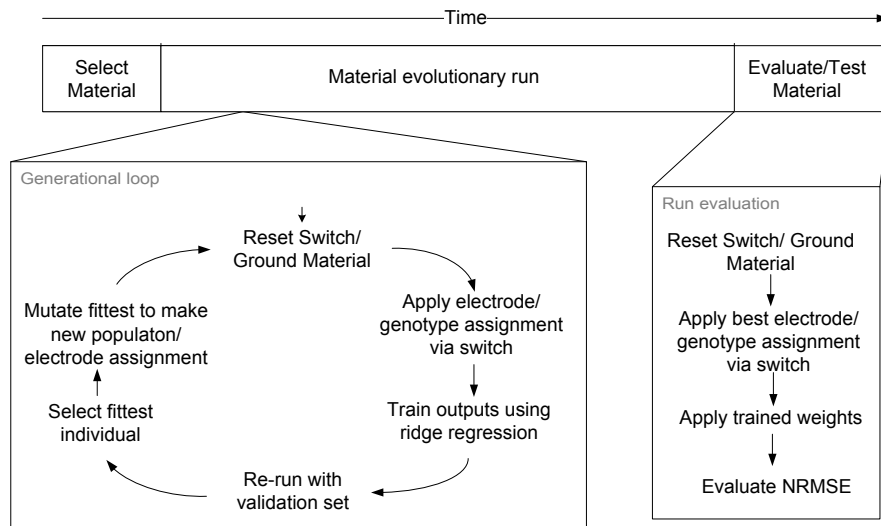 Time
Select
Material
Material evolutionary run
Evaluate/Test
Material
Generational loop
Reset Switch/
Ground Material
Apply electrode/
genotype assignment
via switch
Train outputs using
ridge regression
Re-run with
validation set
Select fittest
individual
Mutate fittest to make
new populaton/
electrode assignment
Run evaluation
Reset Switch/ Ground
Material
Apply best electrode/
genotype assignment
via switch
Apply trained weights
Evaluate NRMSE